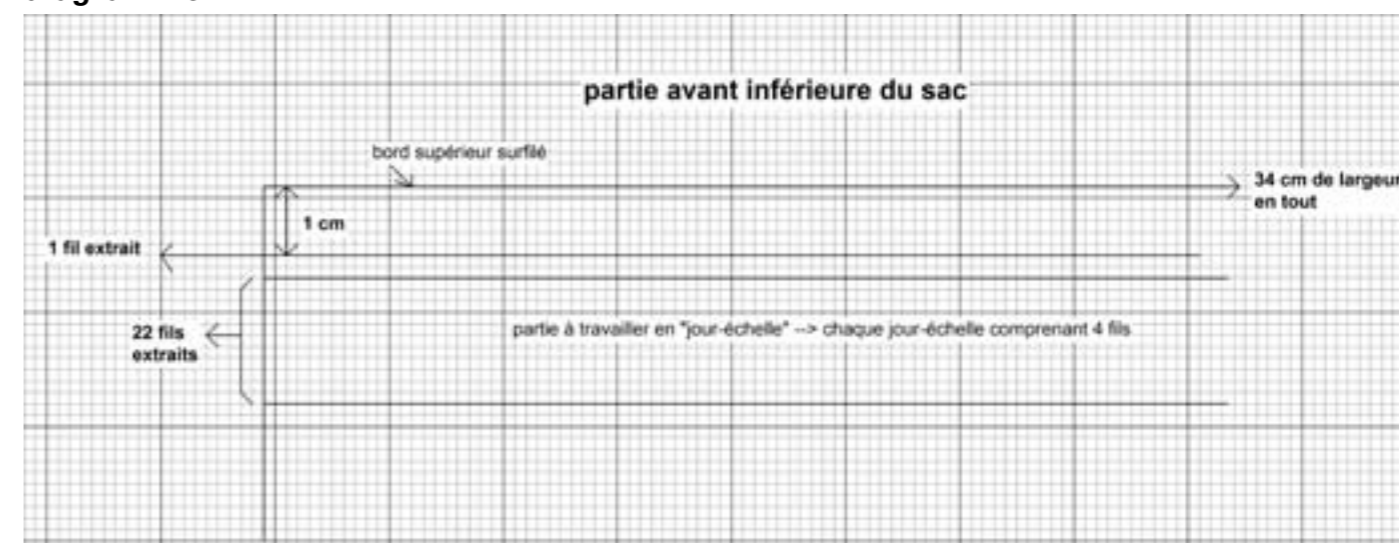 partie avant inférieure du sac
bord supérieur surfilé
34 cm de largeur
en tout
1 cm
1 fil extrait
22 fils
extraits
partie à travailler en "jour-échelle" --> chaque jour-échelle comprenant 4 fils